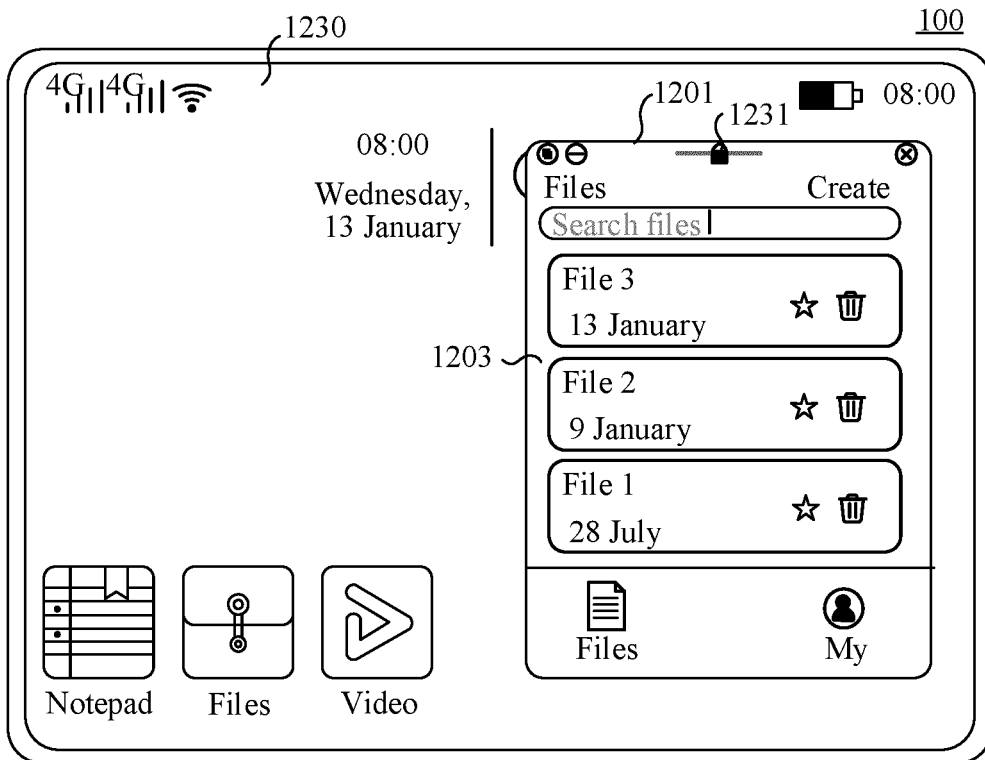 100
1230
4G 4G 08:00
1201
1231
08:00
Wednesday,
13 January
Files Create
Search files
File 3
13 January
1203
File 2
9 January
File 1
28 July
Files My
Notepad Files Video